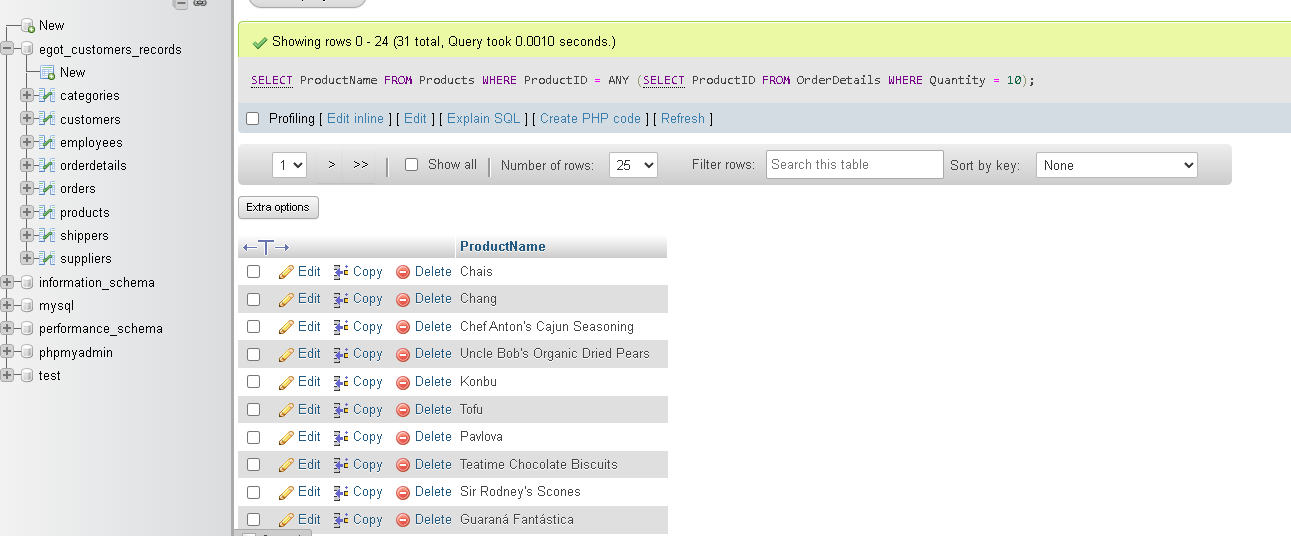 New
egot_customers_records
New
categories
customers
employees
orderdetails
orders
products
shippers
suppliers
information_schema
mysql
performance_schema
phpmyadmin
test
Showing rows 0 - 24 (31 total, Query took 0.0010 seconds.)
SELECT ProductName FROM Products WHERE ProductID = ANY (SELECT ProductID FROM OrderDetails WHERE Quantity = 10);
Profiling [ Edit inline ] [ Edit ] [ Explain SQL ] [ Create PHP code ] [ Refresh ]
1 > >> | Show all | Number of rows: 25 Filter rows: Search this table Sort by key: None
Extra options
←T→ ProductName
Edit Copy Delete Chais
Edit Copy Delete Chang
Edit Copy Delete Chef Anton's Cajun Seasoning
Edit Copy Delete Uncle Bob's Organic Dried Pears
Edit Copy Delete Konbu
Edit Copy Delete Tofu
Edit Copy Delete Pavlova
Edit Copy Delete Teatime Chocolate Biscuits
Edit Copy Delete Sir Rodney's Scones
Edit Copy Delete Guaraná Fantástica